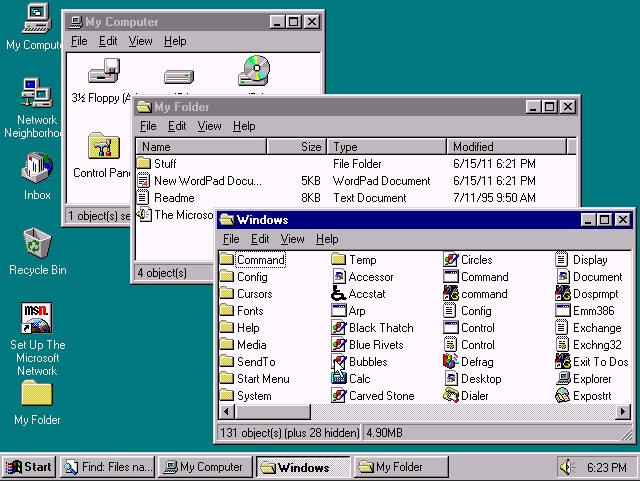 My Computer
File Edit View Help
3½ Floppy (A
Control Pan
1 object(s) se
My Folder
File Edit View Help
Name Size Type Modified
Stuff File Folder 6/15/11 6:21 PM
New WordPad Docu... 5KB WordPad Document 6/15/11 6:21 PM
Readme 8KB Text Document 7/11/95 9:50 AM
The Microso
4 object(s)
Windows
File Edit View Help
Command Temp Circles Display
Config Accessor Command Document
Cursors Accstat command Dosprmpt
Fonts Arp Config Emm386
Help Black Thatch Control Exchange
Media Blue Rivets Control Exchng32
SendTo Bubbles Defrag Exit To Dos
Start Menu Calc Desktop Explorer
System Carved Stone Dialer Expostrt
131 object(s) (plus 28 hidden) 4.90MB
My Comput
Network
Neighborho
Inbox
Recycle Bin
msn
Set Up The
Microsoft
Network
My Folder
Start Find: Files na... My Computer Windows My Folder 6:23 PM